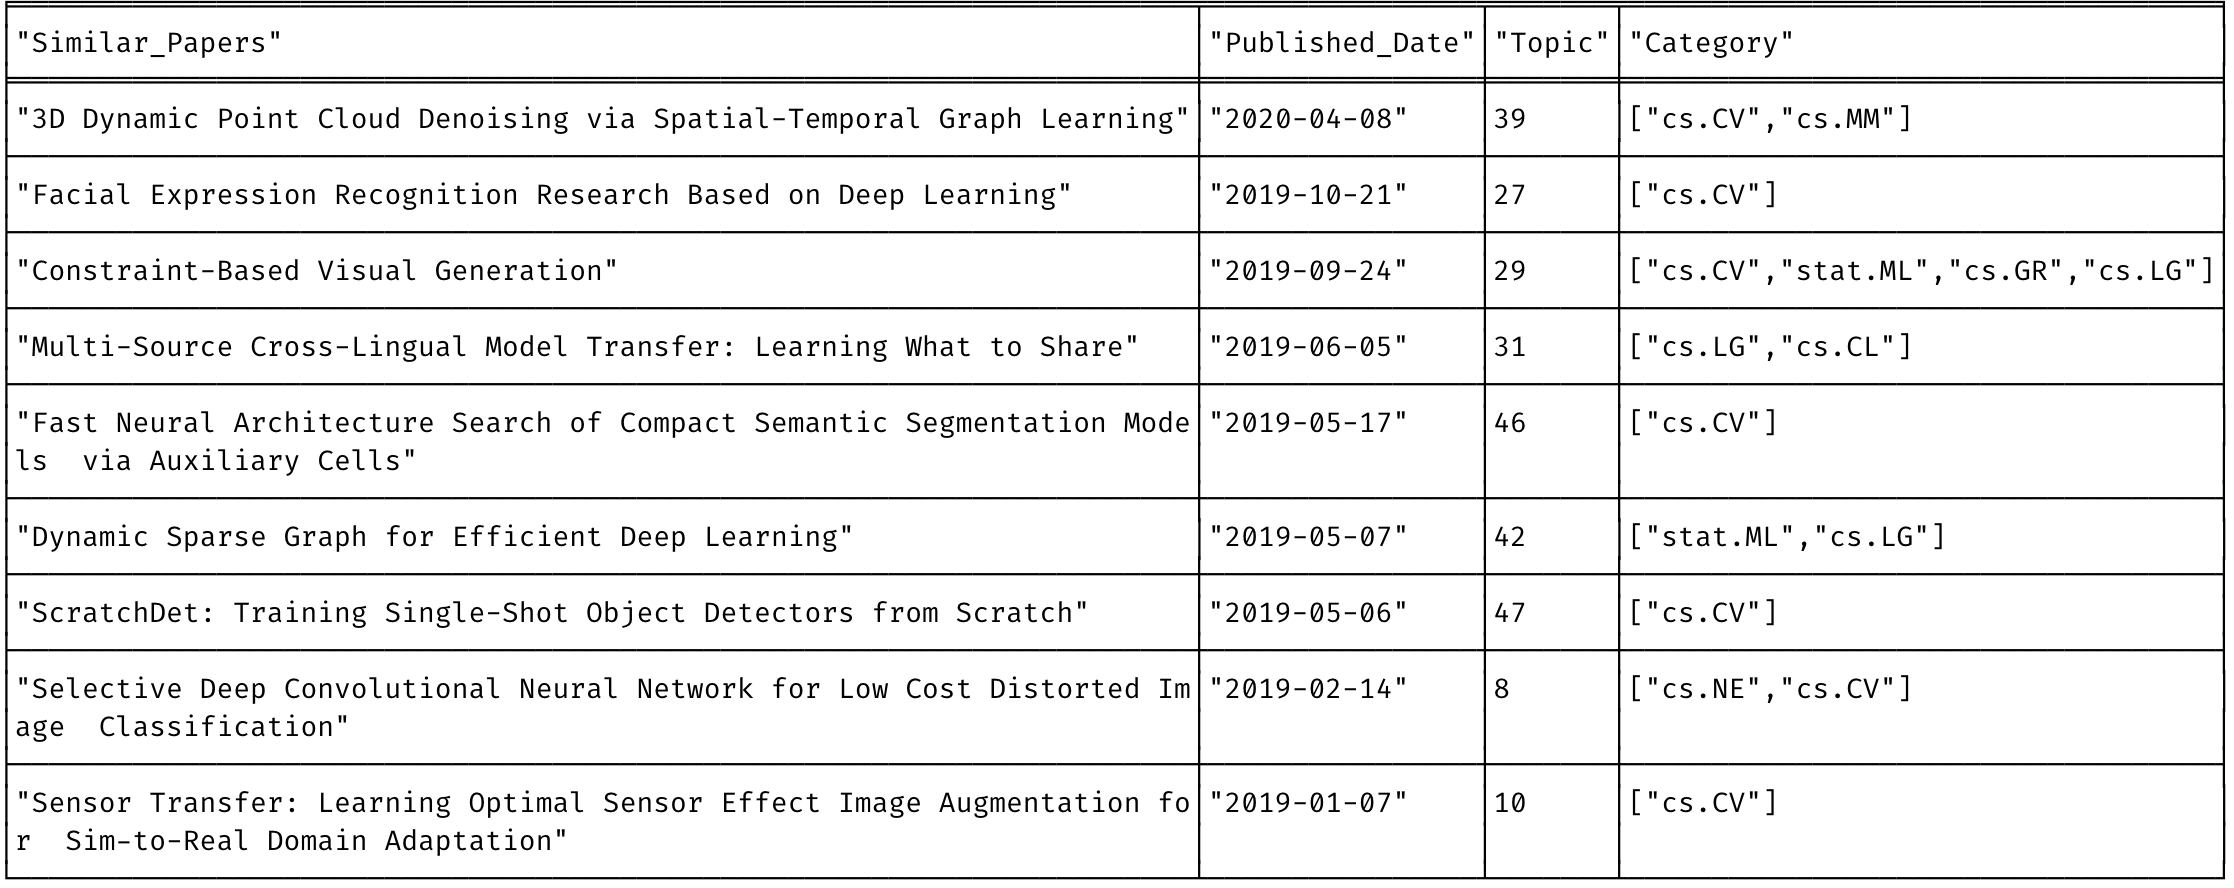 "Similar_Papers" "Published_Date" "Topic" "Category"
"3D Dynamic Point Cloud Denoising via Spatial-Temporal Graph Learning" "2020-04-08" 39 ["cs.CV","cs.MM"]
"Facial Expression Recognition Research Based on Deep Learning" "2019-10-21" 27 ["cs.CV"]
"Constraint-Based Visual Generation" "2019-09-24" 29 ["cs.CV","stat.ML","cs.GR","cs.LG"]
"Multi-Source Cross-Lingual Model Transfer: Learning What to Share" "2019-06-05" 31 ["cs.LG","cs.CL"]
"Fast Neural Architecture Search of Compact Semantic Segmentation Mode "2019-05-17" 46 ["cs.CV"]
ls  via Auxiliary Cells"
"Dynamic Sparse Graph for Efficient Deep Learning" "2019-05-07" 42 ["stat.ML","cs.LG"]
"ScratchDet: Training Single-Shot Object Detectors from Scratch" "2019-05-06" 47 ["cs.CV"]
"Selective Deep Convolutional Neural Network for Low Cost Distorted Im "2019-02-14" 8 ["cs.NE","cs.CV"]
age  Classification"
"Sensor Transfer: Learning Optimal Sensor Effect Image Augmentation fo "2019-01-07" 10 ["cs.CV"]
r  Sim-to-Real Domain Adaptation"